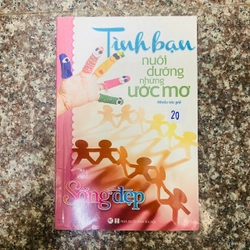 Tình bạn
nuôi
dưỡng
những
ước mơ
Nhiều tác giả
20
Sống đẹp